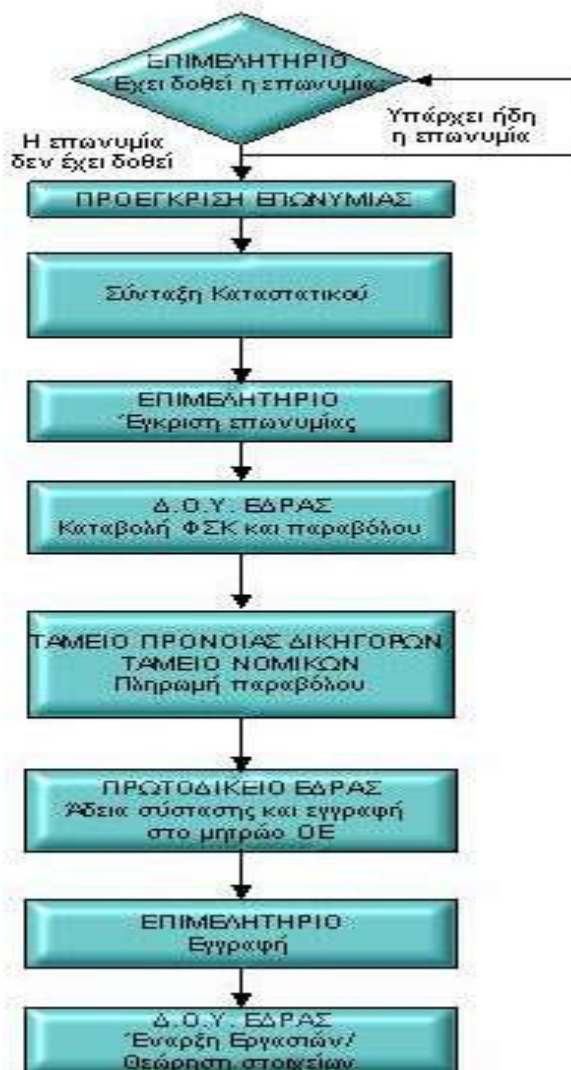 ΕΠΙΜΕΛΗΤΗΡΙΟ
Έχει δοθεί η επωνυμία;
Υπάρχει ήδη
η επωνυμία
Η επωνυμία
δεν έχει δοθεί
ΠΡΟΕΓΚΡΙΣΗ ΕΠΩΝΥΜΙΑΣ
Σύνταξη Καταστατικού
ΕΠΙΜΕΛΗΤΗΡΙΟ
Έγκριση επωνυμίας
Δ.Ο.Υ. ΕΔΡΑΣ
Καταβολή ΦΣΚ και παραβόλου
ΤΑΜΕΙΟ ΠΡΟΝΟΙΑΣ ΔΙΚΗΓΟΡΩΝ
ΤΑΜΕΙΟ ΝΟΜΙΚΩΝ
Πληρωμή παραβόλου
ΠΡΩΤΟΔΙΚΕΙΟ ΕΔΡΑΣ
Άδεια σύστασης και εγγραφή
στο μητρώο ΟΕ
ΕΠΙΜΕΛΗΤΗΡΙΟ
Εγγραφή
Δ.Ο.Υ. ΕΔΡΑΣ
Έναρξη Εργασιών/
Θεώρηση στοιχείων